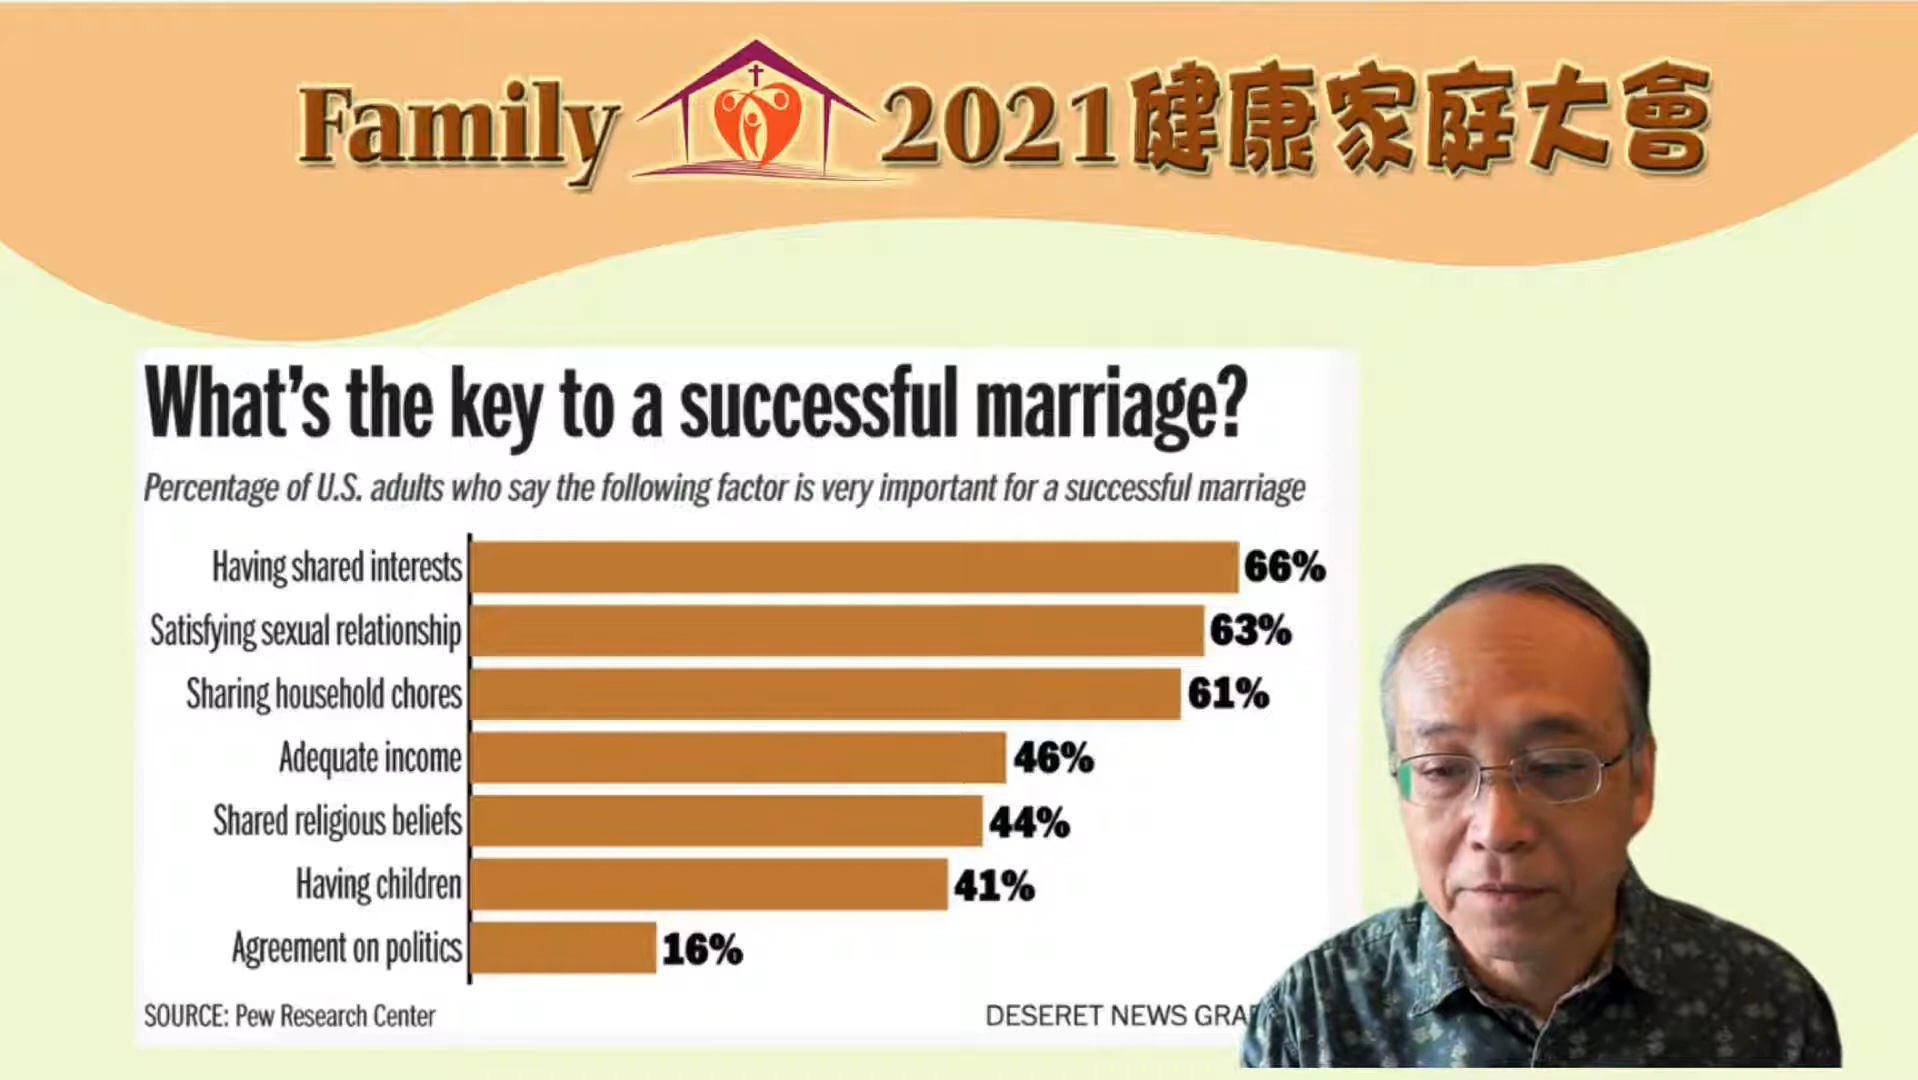 Family 2021健康家庭大會
What's the key to a successful marriage?
Percentage of U.S. adults who say the following factor is very important for a successful marriage
Having shared interests 66%
Satisfying sexual relationship 63%
Sharing household chores 61%
Adequate income 46%
Shared religious beliefs 44%
Having children 41%
Agreement on politics 16%
SOURCE: Pew Research Center DESERET NEWS